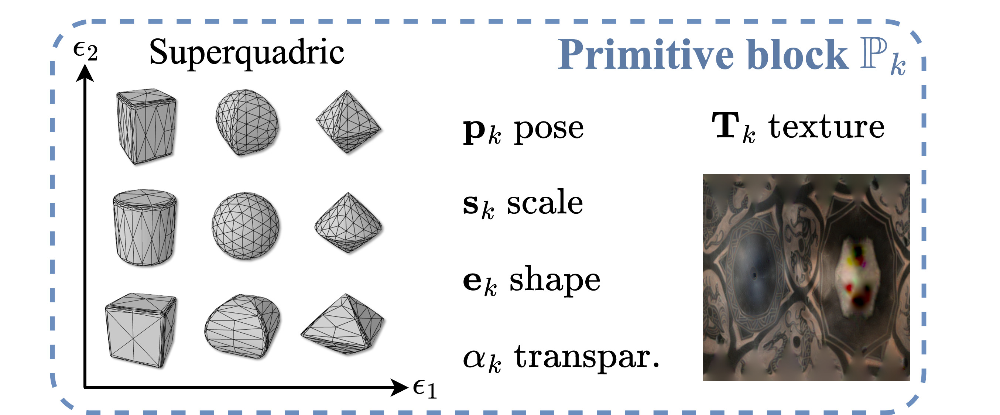 ϵ₂
Superquadric
Primitive block ℙₖ
𝐩ₖ pose
𝐓ₖ texture
𝐬ₖ scale
𝐞ₖ shape
αₖ transpar.
ϵ₁